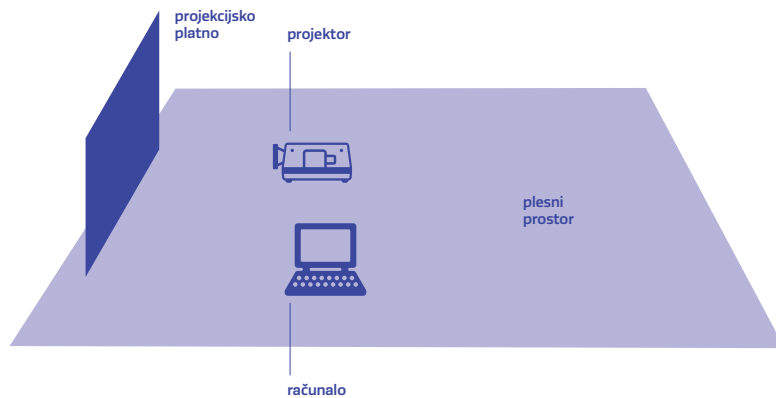 projekcijsko
platno
projektor
plesni
prostor
računalo